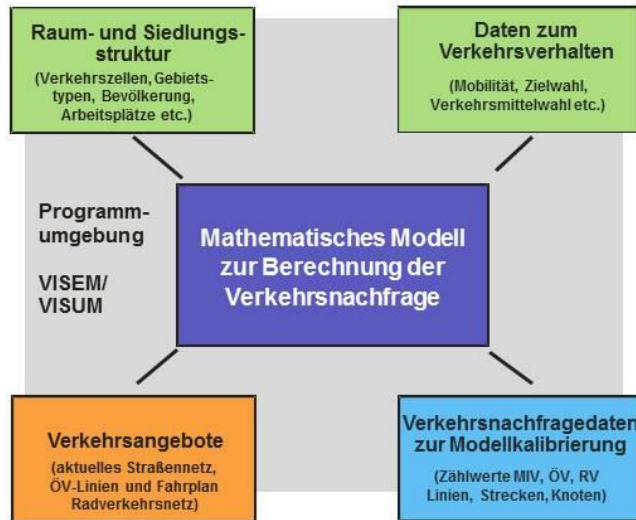 Raum- und Siedlungs-
struktur
(Verkehrszellen, Gebiets-
typen, Bevölkerung,
Arbeitsplätze etc.)
Daten zum
Verkehrsverhalten
(Mobilität, Zielwahl,
Verkehrsmittelwahl etc.)
Programm-
umgebung
VISEM/
VISUM
Mathematisches Modell
zur Berechnung der
Verkehrsnachfrage
Verkehrsangebote
(aktuelles Straßennetz,
ÖV-Linien und Fahrplan
Radverkehrsnetz)
Verkehrsnachfragedaten
zur Modellkalibrierung
(Zählwerte MIV, ÖV, RV
Linien, Strecken, Knoten)